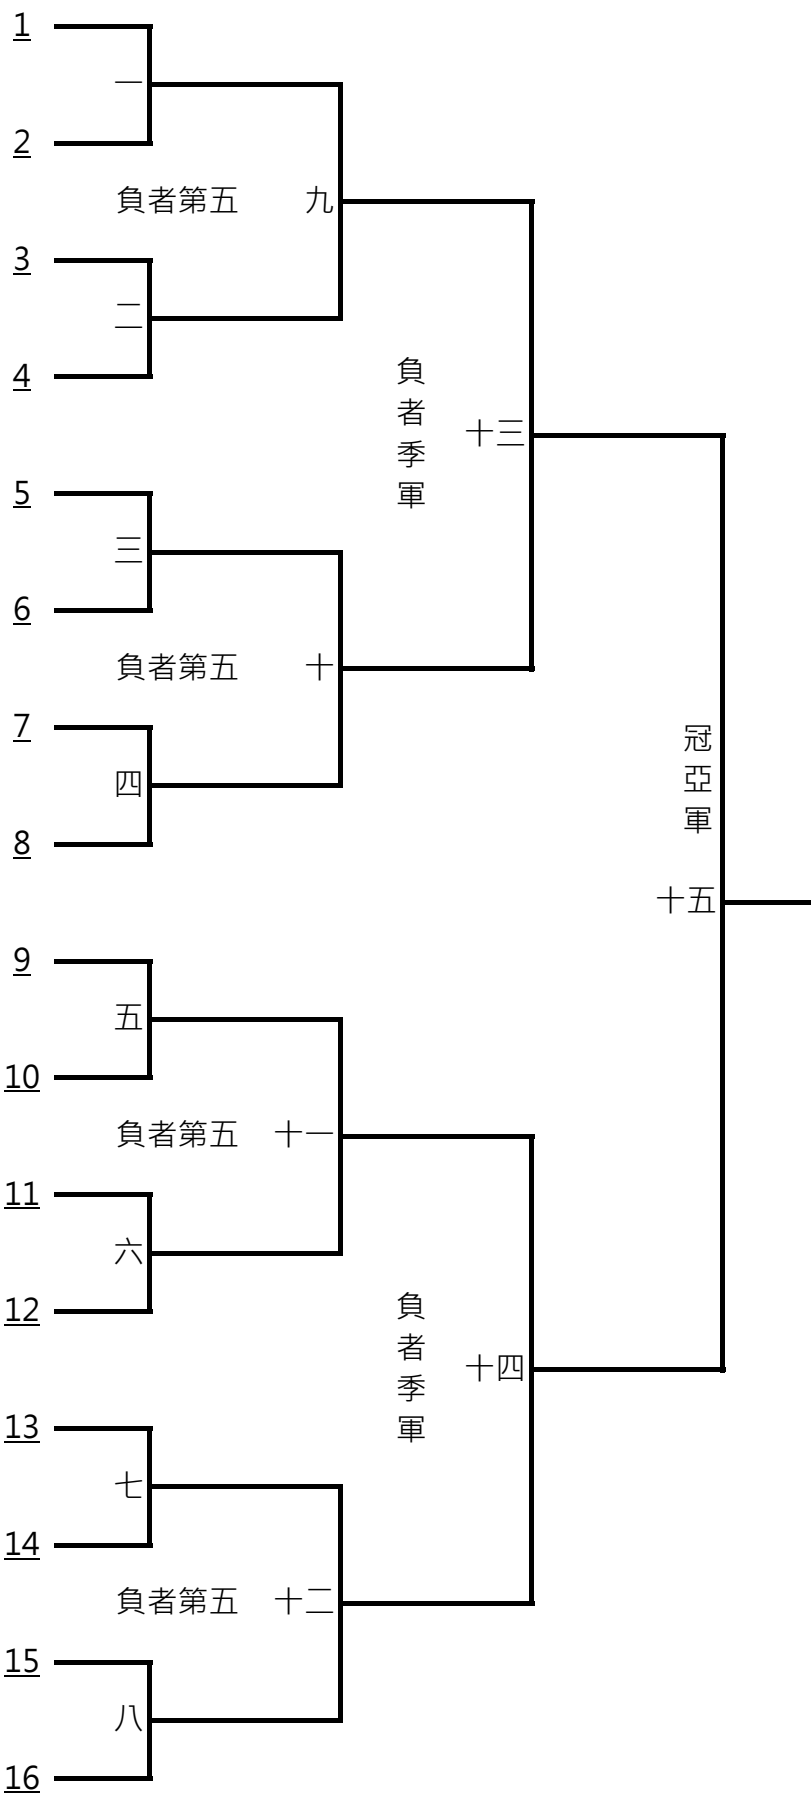 1
一
2
負者第五 九
3
二
4
負者季軍
十三
5
三
6
負者第五 十
7
四
8
冠亞軍
十五
9
五
10
負者第五 十一
11
六
12
負者季軍
十四
13
七
14
負者第五 十二
15
八
16